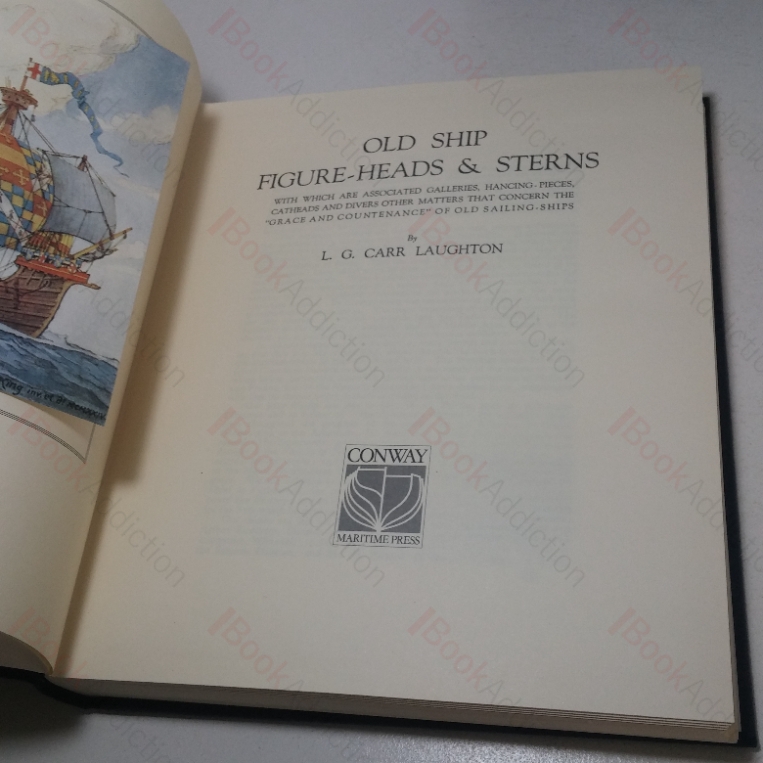 OLD SHIP
FIGURE-HEADS & STERNS
WITH WHICH ARE ASSOCIATED GALLERIES, HANCING-PIECES,
CATHEADS AND DIVERS OTHER MATTERS THAT CONCERN THE
"GRACE AND COUNTENANCE" OF OLD SAILING-SHIPS
By
L. G. CARR LAUGHTON
CONWAY
MARITIME PRESS
BookAddiction